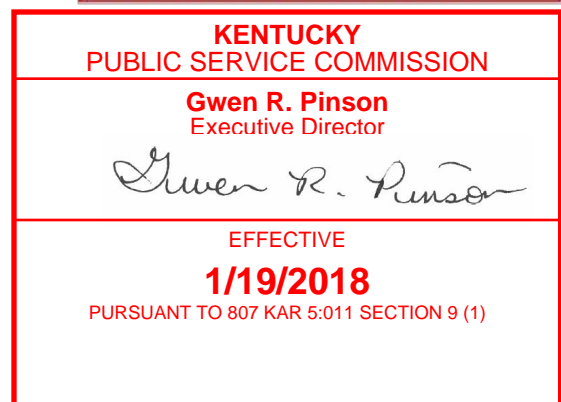 KENTUCKY
PUBLIC SERVICE COMMISSION
Gwen R. Pinson
Executive Director
Gwen R. Pinson
EFFECTIVE
1/19/2018
PURSUANT TO 807 KAR 5:011 SECTION 9 (1)